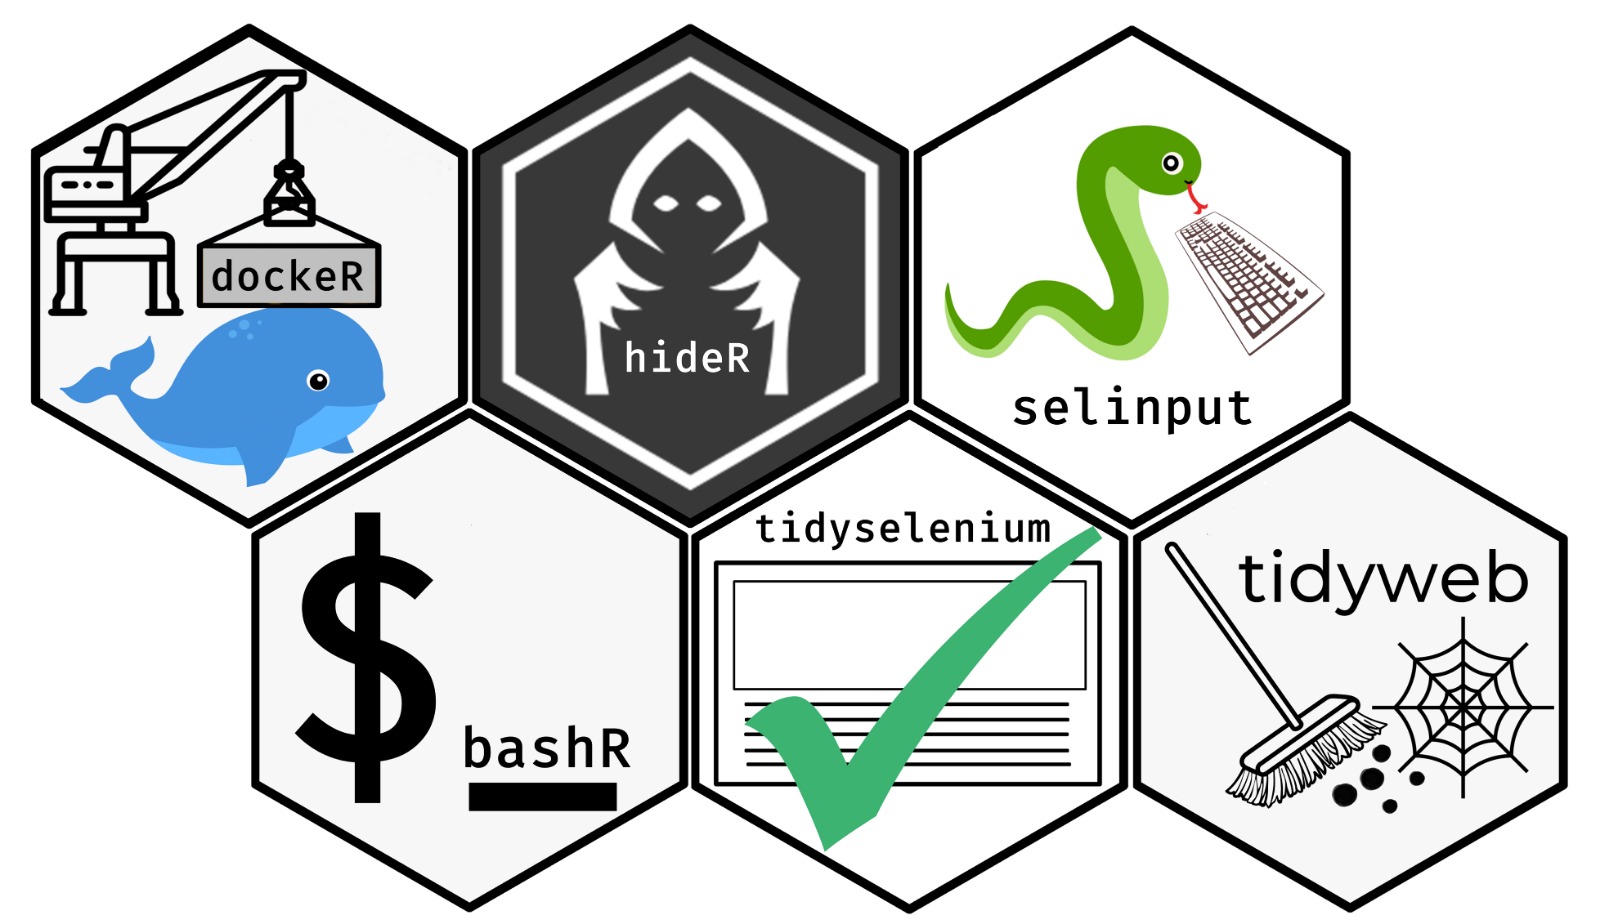 dockeR
hideR
selinput
$
bashR
tidyselenium
tidyweb